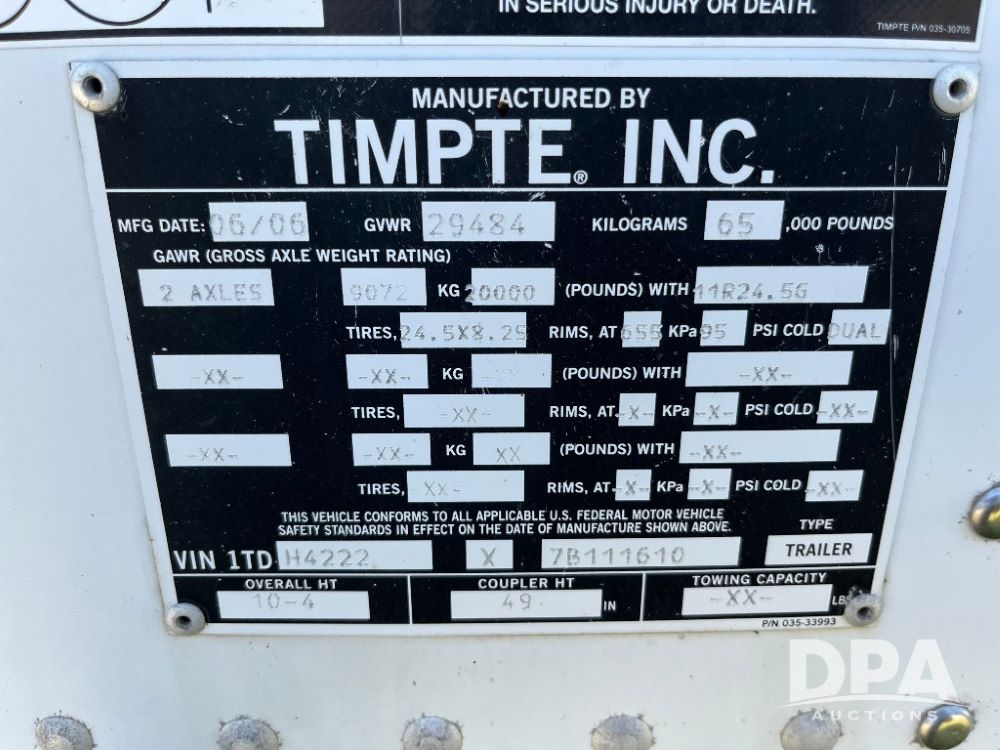 IN SERIOUS INJURY OR DEATH.
TIMPTE P/N 035-30705
MANUFACTURED BY
TIMPTE® INC.
MFG DATE: 06/06 GVWR 29484 KILOGRAMS 65 ,000 POUNDS
GAWR (GROSS AXLE WEIGHT RATING)
2 AXLES 9072 KG 20000 (POUNDS) WITH 11R24.5G
TIRES, 24.5X8.25 RIMS, AT 655 KPa 95 PSI COLD DUAL
-XX- -XX- KG -XX- (POUNDS) WITH -XX-
TIRES, -XX- RIMS, AT -X- KPa -X- PSI COLD -XX-
-XX- -XX- KG XX (POUNDS) WITH -XX-
TIRES, -XX- RIMS, AT -X- KPa -X- PSI COLD -XX-
THIS VEHICLE CONFORMS TO ALL APPLICABLE U.S. FEDERAL MOTOR VEHICLE
SAFETY STANDARDS IN EFFECT ON THE DATE OF MANUFACTURE SHOWN ABOVE.
TYPE
VIN 1TD H4222 X 7B111610 TRAILER
OVERALL HT COUPLER HT TOWING CAPACITY
10-4 49 IN -XX- LBS
P/N 035-33993
DPA
AUCTIONS